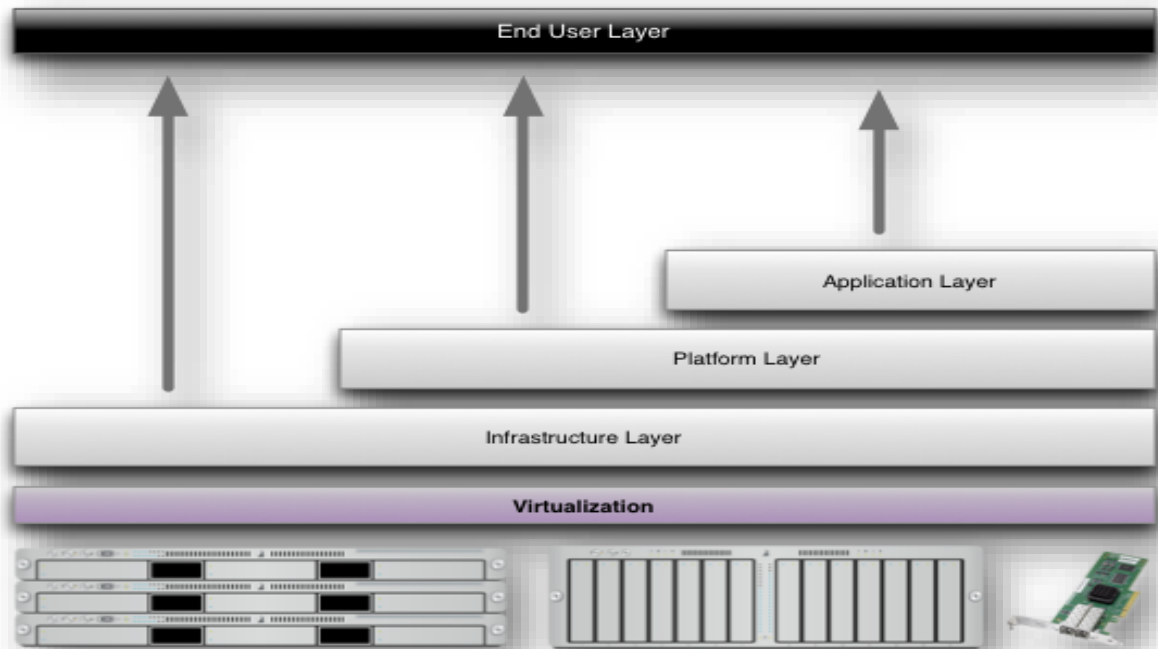 End User Layer
Application Layer
Platform Layer
Infrastructure Layer
Virtualization